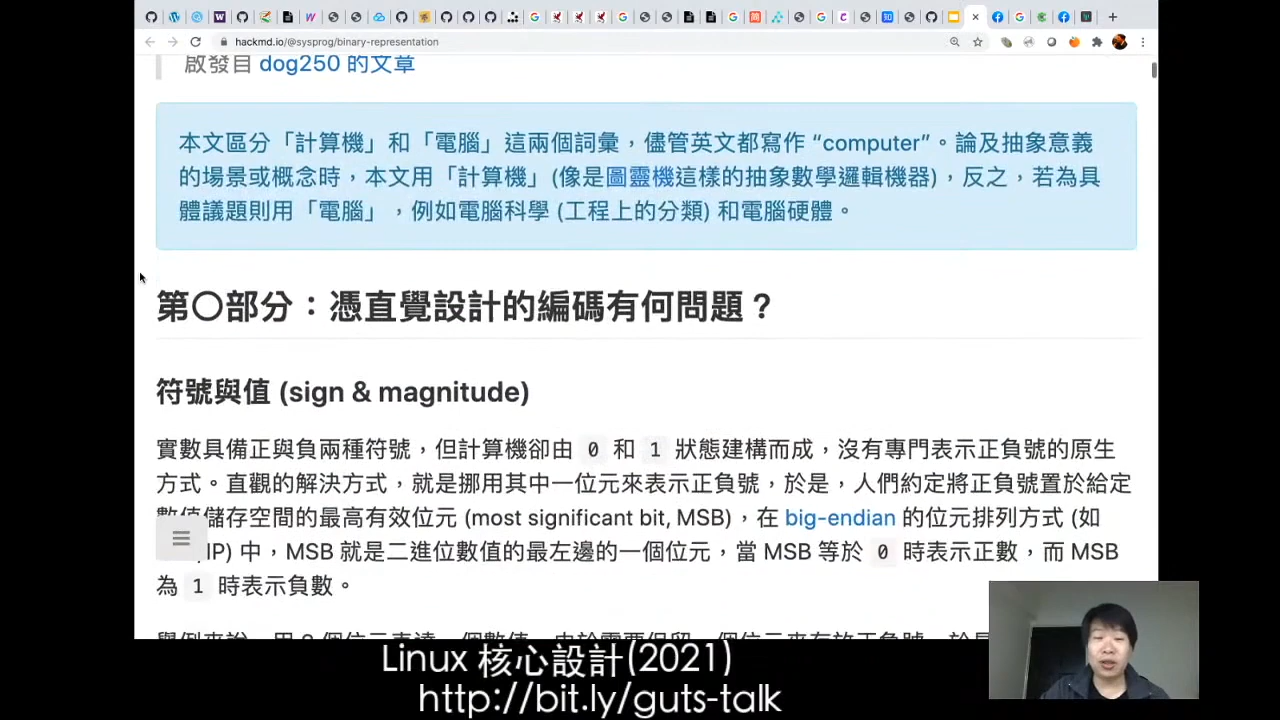 hackmd.io/@sysprog/binary-representation
啟發自 dog250 的文章
本文區分「計算機」和「電腦」這兩個詞彙，儘管英文都寫作 “computer”。論及抽象意義
的場景或概念時，本文用「計算機」(像是圖靈機這樣的抽象數學邏輯機器)，反之，若為具
體議題則用「電腦」，例如電腦科學 (工程上的分類) 和電腦硬體。
第〇部分：憑直覺設計的編碼有何問題？
符號與值 (sign & magnitude)
實數具備正與負兩種符號，但計算機卻由 0 和 1 狀態建構而成，沒有專門表示正負號的原生
方式。直觀的解決方式，就是挪用其中一位元來表示正負號，於是，人們約定將正負號置於給定
數值儲存空間的最高有效位元 (most significant bit, MSB)，在 big-endian 的位元排列方式 (如
IP) 中，MSB 就是二進位數值的最左邊的一個位元，當 MSB 等於 0 時表示正數，而 MSB
為 1 時表示負數。
Linux 核心設計(2021)
http://bit.ly/guts-talk